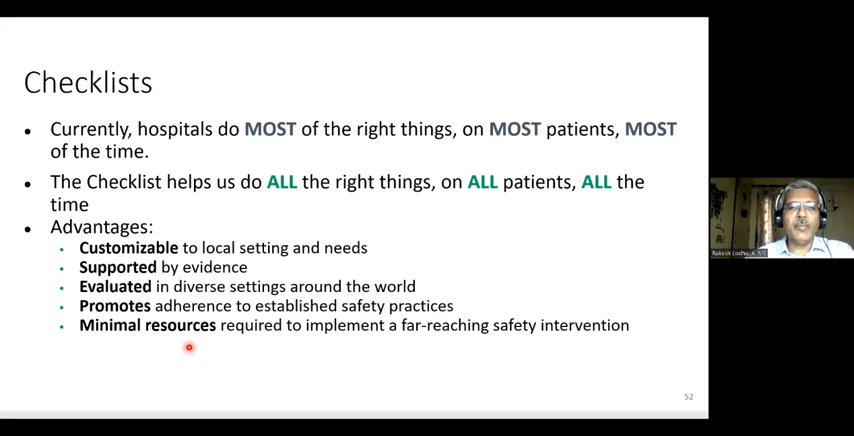 Checklists
• Currently, hospitals do MOST of the right things, on MOST patients, MOST
of the time.
• The Checklist helps us do ALL the right things, on ALL patients, ALL the
time
• Advantages:
▪ Customizable to local setting and needs
▪ Supported by evidence
▪ Evaluated in diverse settings around the world
▪ Promotes adherence to established safety practices
▪ Minimal resources required to implement a far-reaching safety intervention
52
Rakesh Lodha,